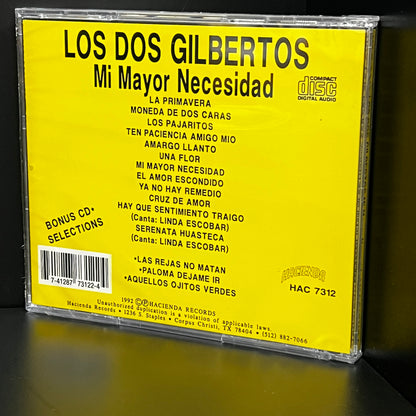 LOS DOS GILBERTOS
Mi Mayor Necesidad
COMPACT
disc
DIGITAL AUDIO
LA PRIMAVERA
MONEDA DE DOS CARAS
LOS PAJARITOS
TEN PACIENCIA AMIGO MIO
AMARGO LLANTO
UNA FLOR
MI MAYOR NECESIDAD
EL AMOR ESCONDIDO
YA NO HAY REMEDIO
CRUZ DE AMOR
HAY QUE SENTIMIENTO TRAIGO
(Canta: LINDA ESCOBAR)
SERENATA HUASTECA
(Canta: LINDA ESCOBAR)
BONUS CD•
SELECTIONS
•LAS REJAS NO MATAN
•PALOMA DEJAME IR
•AQUELLOS OJITOS VERDES
7-41287 73122-4
HACIENDA
HAC 7312
1992 ©Ⓟ HACIENDA RECORDS
Unauthorized duplication is a violation of applicable laws.
Hacienda Records • 1236 S. Staples • Corpus Christi, TX 78404 • (512) 882-7066